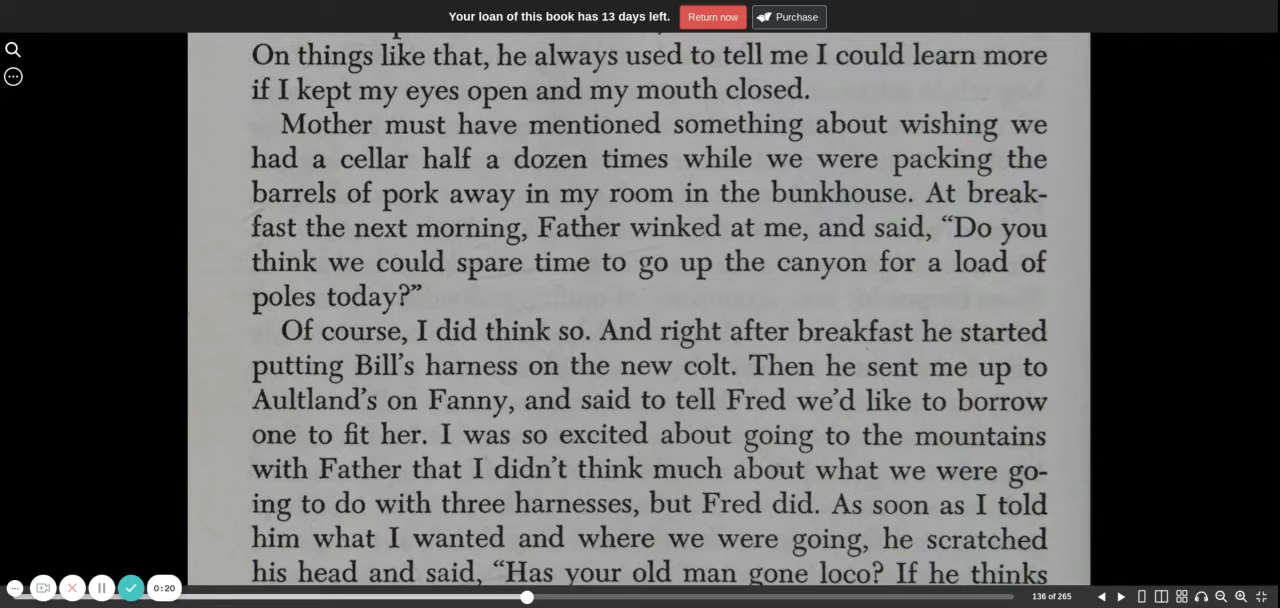 Your loan of this book has 13 days left. Return now Purchase
On things like that, he always used to tell me I could learn more
if I kept my eyes open and my mouth closed.
Mother must have mentioned something about wishing we
had a cellar half a dozen times while we were packing the
barrels of pork away in my room in the bunkhouse. At break-
fast the next morning, Father winked at me, and said, “Do you
think we could spare time to go up the canyon for a load of
poles today?”
Of course, I did think so. And right after breakfast he started
putting Bill’s harness on the new colt. Then he sent me up to
Aultland’s on Fanny, and said to tell Fred we’d like to borrow
one to fit her. I was so excited about going to the mountains
with Father that I didn’t think much about what we were go-
ing to do with three harnesses, but Fred did. As soon as I told
him what I wanted and where we were going, he scratched
his head and said, “Has your old man gone loco? If he thinks
0:20
136 of 265